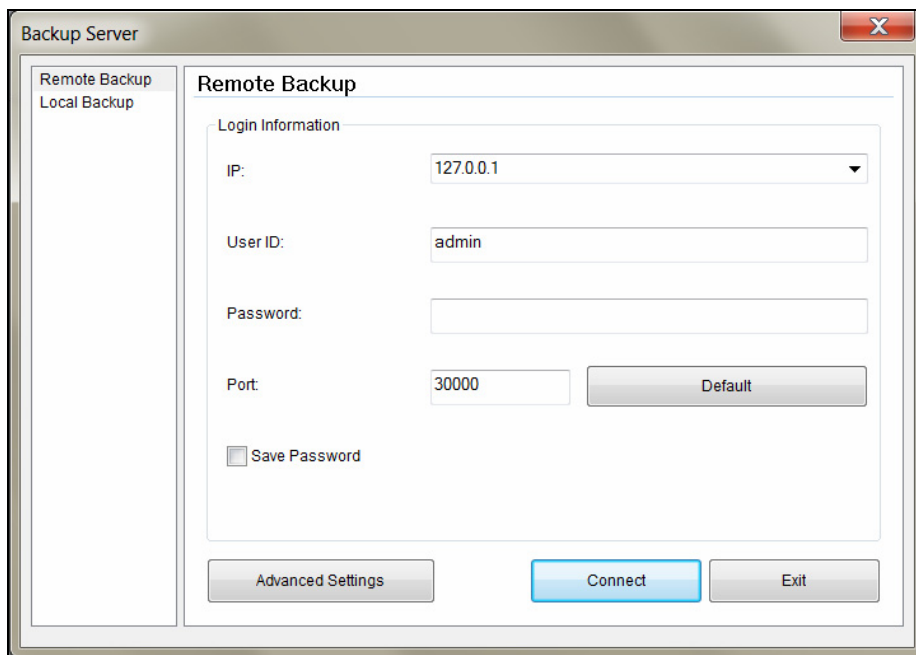 Backup Server
Remote Backup
Local Backup
Remote Backup
Login Information
IP: 127.0.0.1
User ID: admin
Password:
Port: 30000 Default
Save Password
Advanced Settings Connect Exit